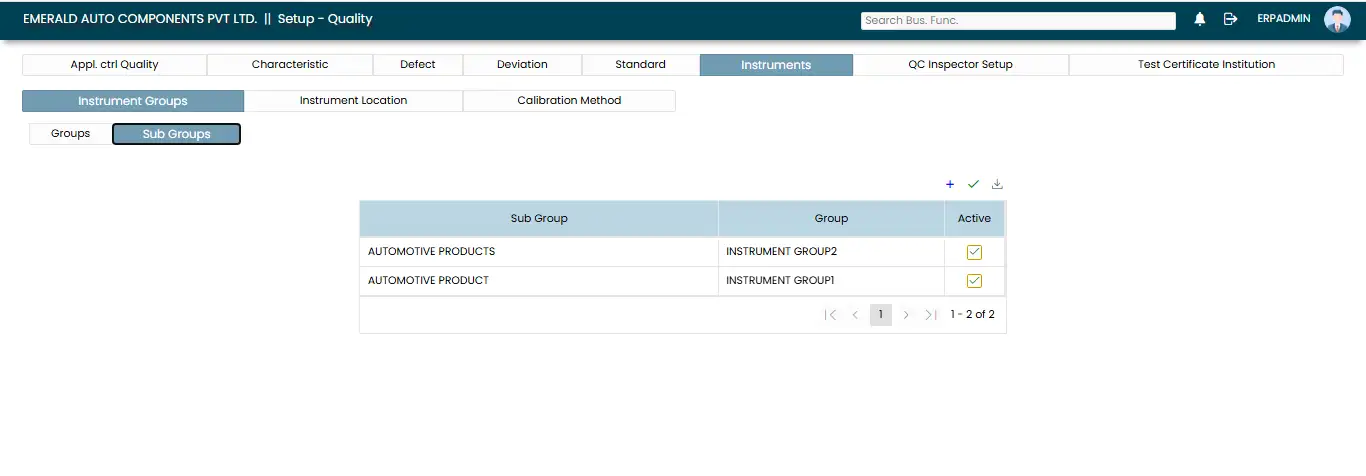 EMERALD AUTO COMPONENTS PVT LTD. || Setup - Quality
Search Bus. Func.
ERPADMIN
Appl. ctrl Quality Characteristic Defect Deviation Standard Instruments QC Inspector Setup Test Certificate Institution
Instrument Groups Instrument Location Calibration Method
Groups Sub Groups
Sub Group Group Active
AUTOMOTIVE PRODUCTS INSTRUMENT GROUP2
AUTOMOTIVE PRODUCT INSTRUMENT GROUP1
1 1 - 2 of 2